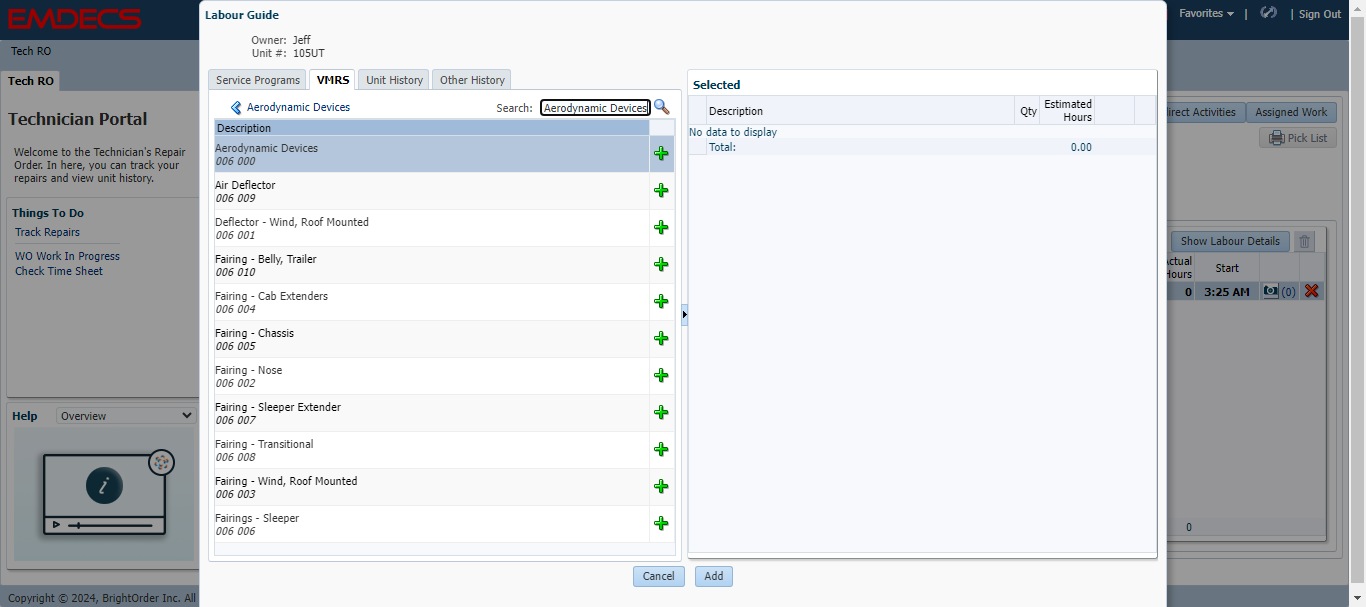 EMDECS
Labour Guide
Favorites | | Sign Out
Tech RO
Tech RO
Owner: Jeff
Unit #: 105UT
Service Programs VMRS Unit History Other History
Selected
Aerodynamic Devices Search: Aerodynamic Devices
Description Qty Estimated Hours
No data to display
Total: 0.00
Description
Aerodynamic Devices
006 000
Air Deflector
006 009
Deflector - Wind, Roof Mounted
006 001
Fairing - Belly, Trailer
006 010
Fairing - Cab Extenders
006 004
Fairing - Chassis
006 005
Fairing - Nose
006 002
Fairing - Sleeper Extender
006 007
Fairing - Transitional
006 008
Fairing - Wind, Roof Mounted
006 003
Fairings - Sleeper
006 006
Cancel Add
Technician Portal
Welcome to the Technician's Repair
Order. In here, you can track your
repairs and view unit history.
Things To Do
Track Repairs
WO Work In Progress
Check Time Sheet
Help Overview
i
Copyright © 2024, BrightOrder Inc. All
irect Activities Assigned Work
Pick List
Show Labour Details
ctual
Hours Start
0 3:25 AM (0)
0